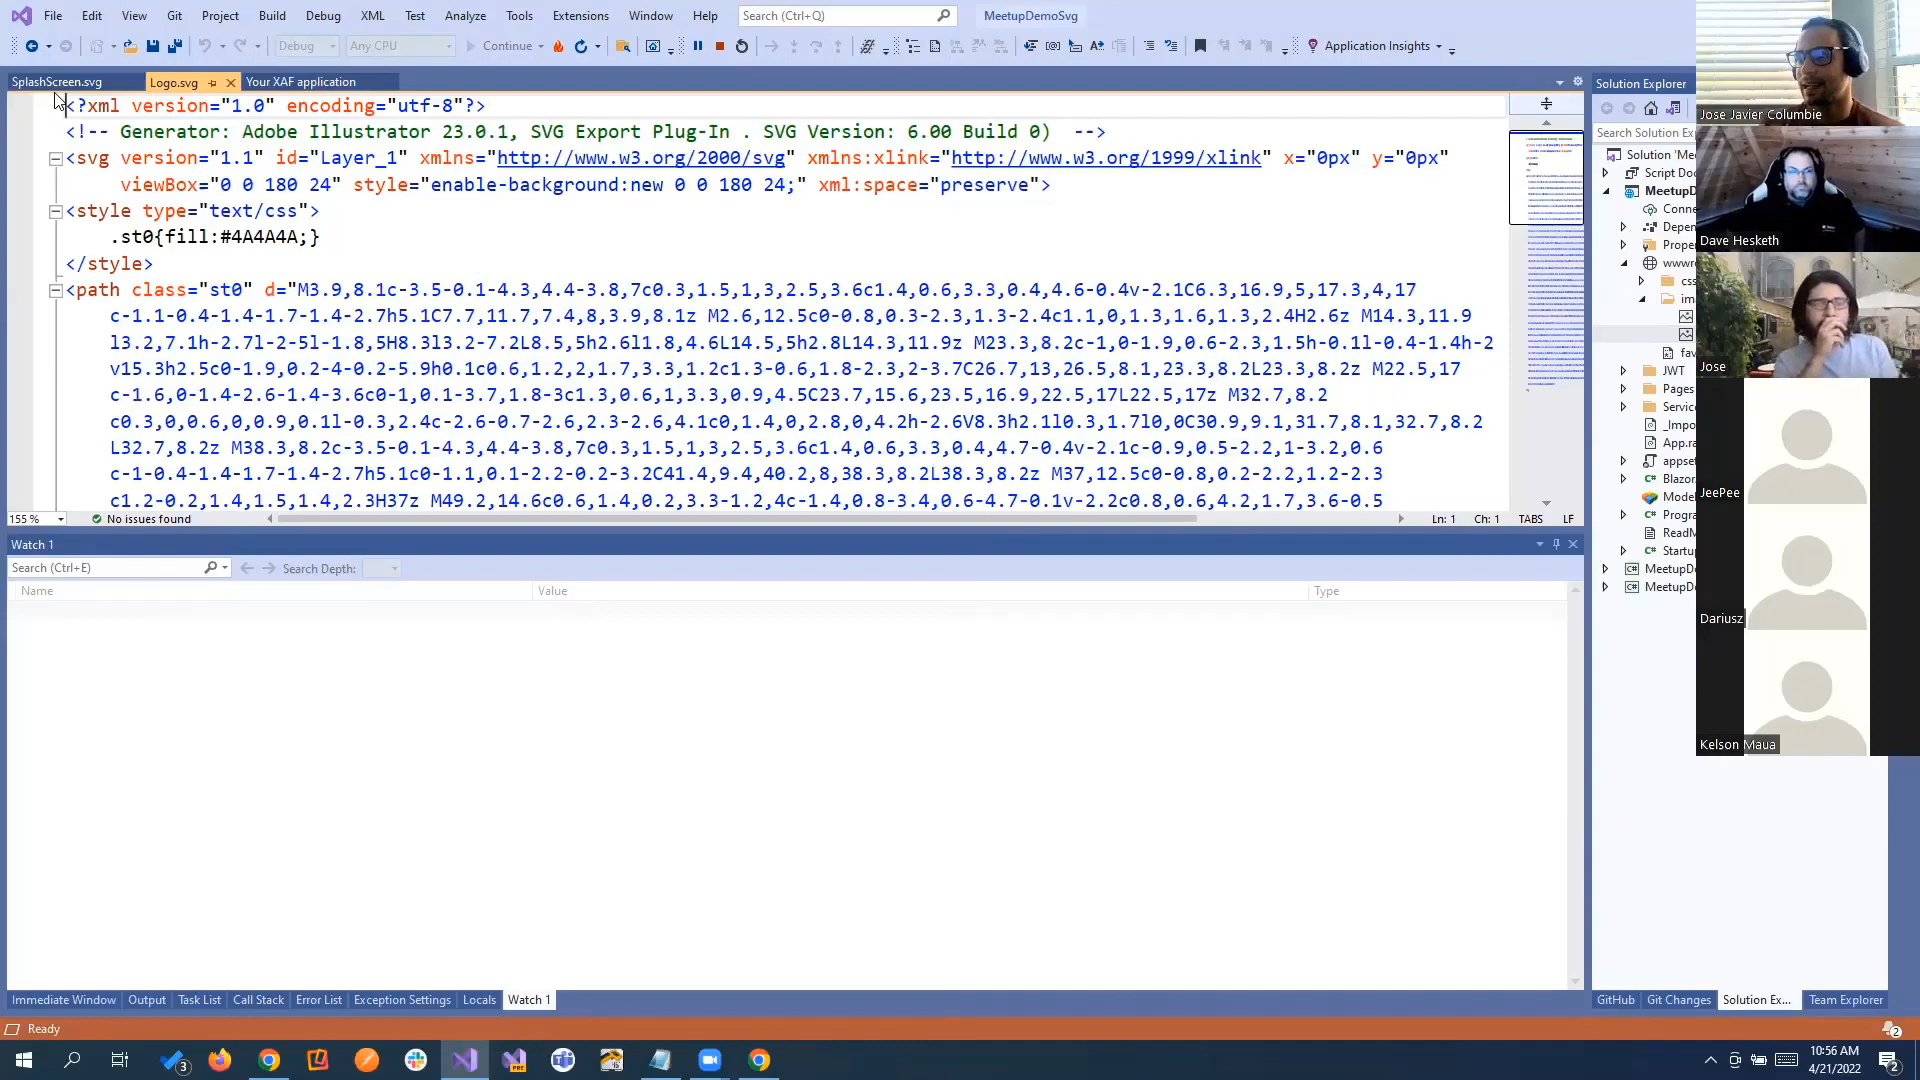 File Edit View Git Project Build Debug XML Test Analyze Tools Extensions Window Help Search (Ctrl+Q) MeetupDemoSvg
Debug Any CPU Continue Application Insights
SplashScreen.svg Logo.svg Your XAF application
<?xml version="1.0" encoding="utf-8"?>
<!-- Generator: Adobe Illustrator 23.0.1, SVG Export Plug-In . SVG Version: 6.00 Build 0) -->
<svg version="1.1" id="Layer_1" xmlns="http://www.w3.org/2000/svg" xmlns:xlink="http://www.w3.org/1999/xlink" x="0px" y="0px"
viewBox="0 0 180 24" style="enable-background:new 0 0 180 24;" xml:space="preserve">
<style type="text/css">
.st0{fill:#4A4A4A;}
</style>
<path class="st0" d="M3.9,8.1c-3.5-0.1-4.3,4.4-3.8,7c0.3,1.5,1,3,2.5,3.6c1.4,0.6,3.3,0.4,4.6-0.4v-2.1C6.3,16.9,5,17.3,4,17
c-1.1-0.4-1.4-1.7-1.4-2.7h5.1C7.7,11.7,7.4,8,3.9,8.1z M2.6,12.5c0-0.8,0.3-2.3,1.3-2.4c1.1,0,1.3,1.6,1.3,2.4H2.6z M14.3,11.9
l3.2,7.1h-2.7l-2-5l-1.8,5H8.3l3.2-7.2L8.5,5h2.6l1.8,4.6L14.5,5h2.8L14.3,11.9z M23.3,8.2c-1,0-1.9,0.6-2.3,1.5h-0.1l-0.4-1.4h-2
v15.3h2.5c0-1.9,0.2-4-0.2-5.9h0.1c0.6,1.2,2,1.7,3.3,1.2c1.3-0.6,1.8-2.3,2-3.7C26.7,13,26.5,8.1,23.3,8.2L23.3,8.2z M22.5,17
c-1.6,0-1.4-2.6-1.4-3.6c0-1,0.1-3.7,1.8-3c1.3,0.6,1,3.3,0.9,4.5C23.7,15.6,23.5,16.9,22.5,17L22.5,17z M32.7,8.2
c0.3,0,0.6,0,0.9,0.1l-0.3,2.4c-2.6-0.7-2.6,2.3-2.6,4.1c0,1.4,0,2.8,0,4.2h-2.6V8.3h2.1l0.3,1.7l0,0C30.9,9.1,31.7,8.1,32.7,8.2
L32.7,8.2z M38.3,8.2c-3.5-0.1-4.3,4.4-3.8,7c0.3,1.5,1,3,2.5,3.6c1.4,0.6,3.3,0.4,4.7-0.4v-2.1c-0.9,0.5-2.2,1-3.2,0.6
c-1-0.4-1.4-1.7-1.4-2.7h5.1c0-1.1,0.1-2.2-0.2-3.2C41.4,9.4,40.2,8,38.3,8.2L38.3,8.2z M37,12.5c0-0.8,0.2-2.2,1.2-2.3
c1.2-0.2,1.4,1.5,1.4,2.3H37z M49.2,14.6c0.6,1.4,0.2,3.3-1.2,4c-1.4,0.8-3.4,0.6-4.7-0.1v-2.2c0.8,0.6,4.2,1.7,3.6-0.5
155 % No issues found Ln: 1 Ch: 1 TABS LF
Watch 1
Search (Ctrl+E) Search Depth:
Name Value Type
Immediate Window Output Task List Call Stack Error List Exception Settings Locals Watch 1
Ready
Solution Explorer
Search Solution Ex
Solution 'Me
Script Do
MeetupD
Conne
Depen
Proper
wwwr
css
im
fav
JWT
Pages
Servic
_Impo
App.ra
appse
Blazor
Model
Progra
ReadM
Startu
MeetupDe
MeetupDe
GitHub Git Changes Solution Ex... Team Explorer
2
Jose Javier Columbie
Dave Hesketh
Jose
JeePee
Dariusz
Kelson Maua
3
PRE
10:56 AM
4/21/2022
2